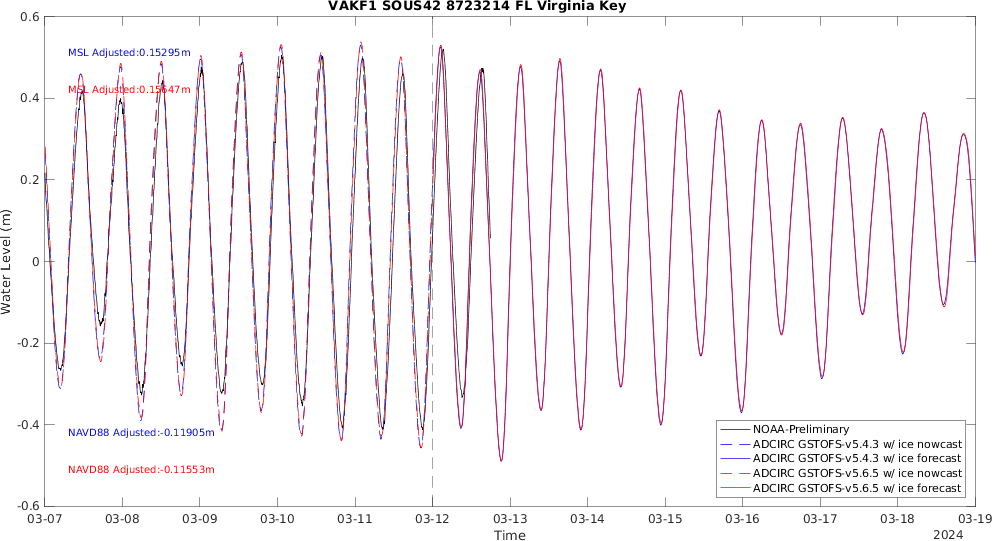 VAKF1 SOUS42 8723214 FL Virginia Key
0.6
0.4
0.2
0
-0.2
-0.4
-0.6
Water Level (m)
MSL Adjusted:0.15295m
MSL Adjusted:0.15647m
NAVD88 Adjusted:-0.11905m
NAVD88 Adjusted:-0.11553m
NOAA-Preliminary
ADCIRC GSTOFS-v5.4.3 w/ ice nowcast
ADCIRC GSTOFS-v5.4.3 w/ ice forecast
ADCIRC GSTOFS-v5.6.5 w/ ice nowcast
ADCIRC GSTOFS-v5.6.5 w/ ice forecast
03-07 03-08 03-09 03-10 03-11 03-12 03-13 03-14 03-15 03-16 03-17 03-18 03-19
Time
2024